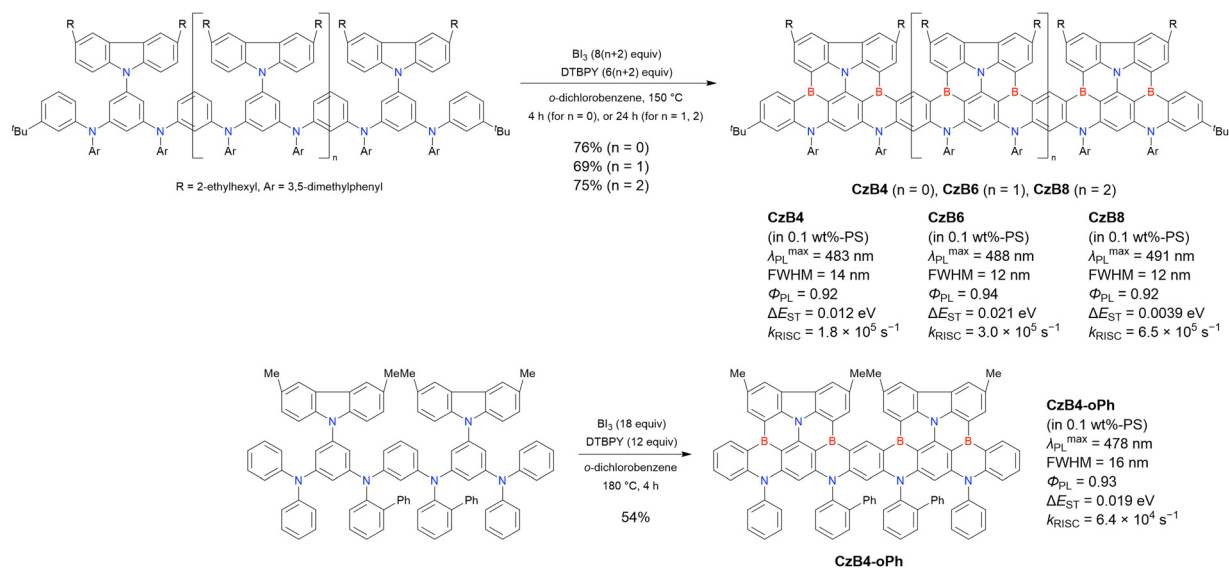 R R R R R R
N N N
ᵗBu N N N N N N ᵗBu
Ar Ar Ar Ar Ar Ar
n
R = 2-ethylhexyl, Ar = 3,5-dimethylphenyl
BI₃ (8(n+2) equiv)
DTBPY (6(n+2) equiv)
o-dichlorobenzene, 150 °C
4 h (for n = 0), or 24 h (for n = 1, 2)
76% (n = 0)
69% (n = 1)
75% (n = 2)
R R R R R R
N N N
B B B B B B
ᵗBu N N N N N N ᵗBu
Ar Ar Ar Ar Ar Ar
n
CzB4 (n = 0), CzB6 (n = 1), CzB8 (n = 2)
CzB4
(in 0.1 wt%-PS)
λPLᵐᵃˣ = 483 nm
FWHM = 14 nm
ΦPL = 0.92
ΔEST = 0.012 eV
kRISC = 1.8 × 10⁵ s⁻¹
CzB6
(in 0.1 wt%-PS)
λPLᵐᵃˣ = 488 nm
FWHM = 12 nm
ΦPL = 0.94
ΔEST = 0.021 eV
kRISC = 3.0 × 10⁵ s⁻¹
CzB8
(in 0.1 wt%-PS)
λPLᵐᵃˣ = 491 nm
FWHM = 12 nm
ΦPL = 0.92
ΔEST = 0.0039 eV
kRISC = 6.5 × 10⁵ s⁻¹
Me MeMe Me
N N
N N N N
Ph Ph
BI₃ (18 equiv)
DTBPY (12 equiv)
o-dichlorobenzene
180 °C, 4 h
54%
Me MeMe Me
N N
B B B B
N N N N
Ph Ph
CzB4-oPh
CzB4-oPh
(in 0.1 wt%-PS)
λPLᵐᵃˣ = 478 nm
FWHM = 16 nm
ΦPL = 0.93
ΔEST = 0.019 eV
kRISC = 6.4 × 10⁴ s⁻¹